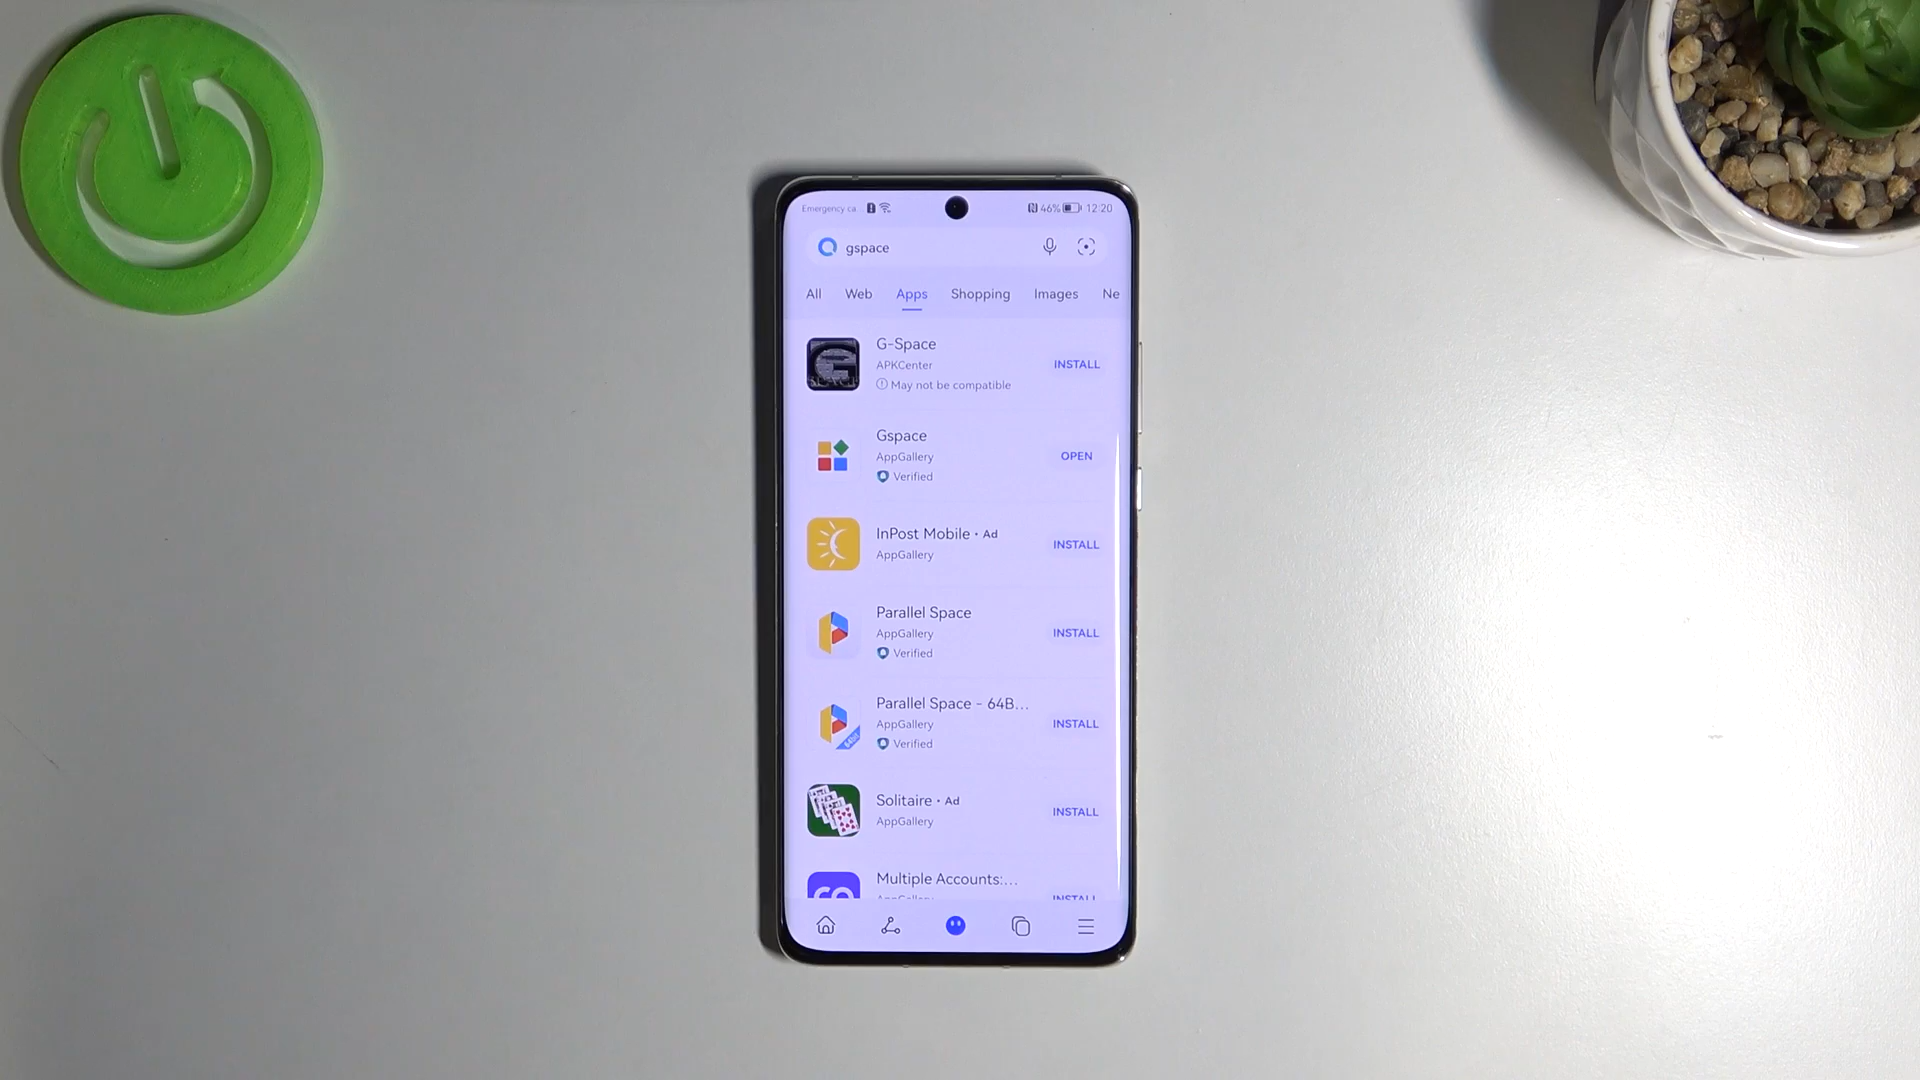 Emergency ca... 46% 12:20
gspace
All Web Apps Shopping Images Ne
G-Space
APKCenter
May not be compatible
INSTALL
Gspace
AppGallery
Verified
OPEN
InPost Mobile • Ad
AppGallery
INSTALL
Parallel Space
AppGallery
Verified
INSTALL
Parallel Space - 64B...
AppGallery
Verified
INSTALL
Solitaire • Ad
AppGallery
INSTALL
Multiple Accounts:...
AppGallery
INSTALL